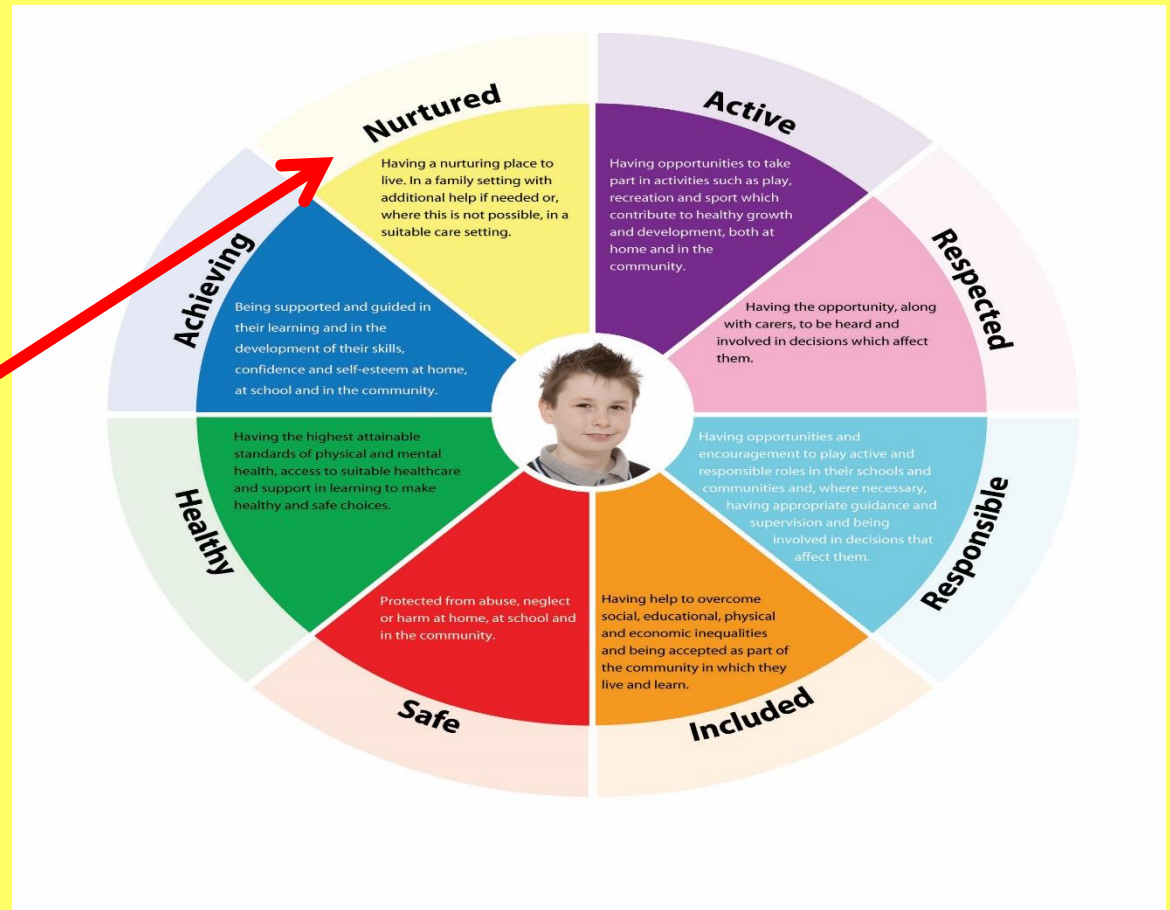 Nurtured
Having a nurturing place to
live. In a family setting with
additional help if needed or,
where this is not possible, in a
suitable care setting.
Active
Having opportunities to take
part in activities such as play,
recreation and sport which
contribute to healthy growth
and development, both at
home and in the
community.
Respected
Having the opportunity, along
with carers, to be heard and
involved in decisions which affect
them.
Responsible
Having opportunities and
encouragement to play active and
responsible roles in their schools and
communities and, where necessary,
having appropriate guidance and
supervision and being
involved in decisions that
affect them.
Included
Having help to overcome
social, educational, physical
and economic inequalities
and being accepted as part of
the community in which they
live and learn.
Safe
Protected from abuse, neglect
or harm at home, at school and
in the community.
Healthy
Having the highest attainable
standards of physical and mental
health, access to suitable healthcare
and support in learning to make
healthy and safe choices.
Achieving
Being supported and guided in
their learning and in the
development of their skills,
confidence and self-esteem at home,
at school and in the community.